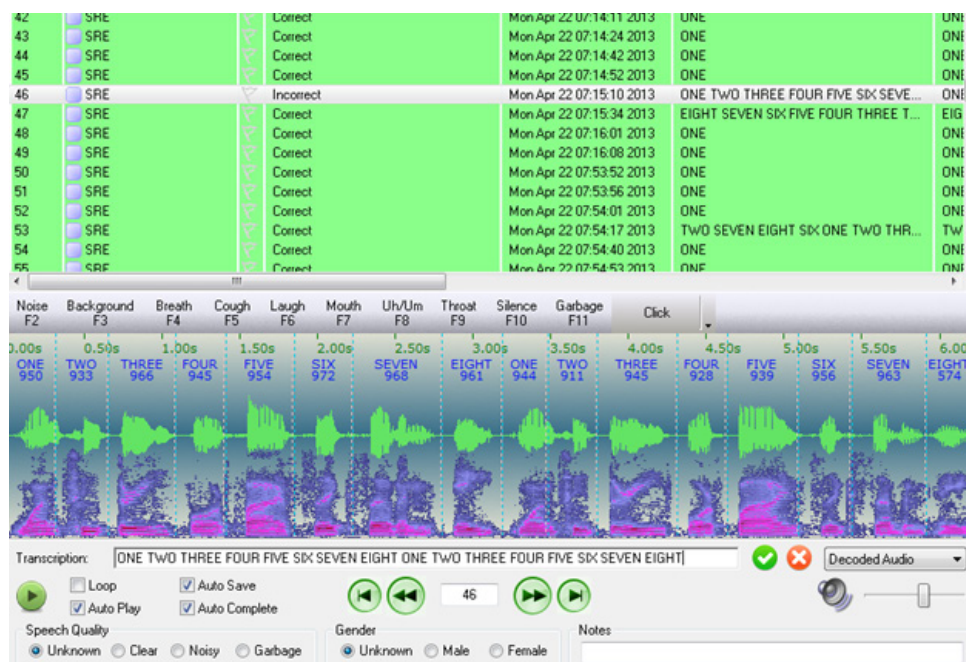 42 SRE Correct Mon Apr 22 07:14:11 2013 ONE ONE
43 SRE Correct Mon Apr 22 07:14:24 2013 ONE ONE
44 SRE Correct Mon Apr 22 07:14:42 2013 ONE ONE
45 SRE Correct Mon Apr 22 07:14:52 2013 ONE ONE
46 SRE Incorrect Mon Apr 22 07:15:10 2013 ONE TWO THREE FOUR FIVE SIX SEVE... ONE
47 SRE Correct Mon Apr 22 07:15:34 2013 EIGHT SEVEN SIX FIVE FOUR THREE T... EIG
48 SRE Correct Mon Apr 22 07:16:01 2013 ONE ONE
49 SRE Correct Mon Apr 22 07:16:08 2013 ONE ONE
50 SRE Correct Mon Apr 22 07:53:52 2013 ONE ONE
51 SRE Correct Mon Apr 22 07:53:56 2013 ONE ONE
52 SRE Correct Mon Apr 22 07:54:01 2013 ONE ONE
53 SRE Correct Mon Apr 22 07:54:17 2013 TWO SEVEN EIGHT SIX ONE TWO THR... TW
54 SRE Correct Mon Apr 22 07:54:40 2013 ONE ONE
55 SRE Correct Mon Apr 22 07:54:53 2013 ONE ONE
Noise Background Breath Cough Laugh Mouth Uh/Um Throat Silence Garbage Click
F2 F3 F4 F5 F6 F7 F8 F9 F10 F11
0.00s 0.50s 1.00s 1.50s 2.00s 2.50s 3.00s 3.50s 4.00s 4.50s 5.00s 5.50s 6.00
ONE TWO THREE FOUR FIVE SIX SEVEN EIGHT ONE TWO THREE FOUR FIVE SIX SEVEN EIGHT
950 933 966 945 954 972 968 961 944 911 945 928 939 956 963 574
Transcription: ONE TWO THREE FOUR FIVE SIX SEVEN EIGHT ONE TWO THREE FOUR FIVE SIX SEVEN EIGHT Decoded Audio
Loop Auto Save 46
Auto Play Auto Complete
Speech Quality Gender Notes
Unknown Clear Noisy Garbage Unknown Male Female